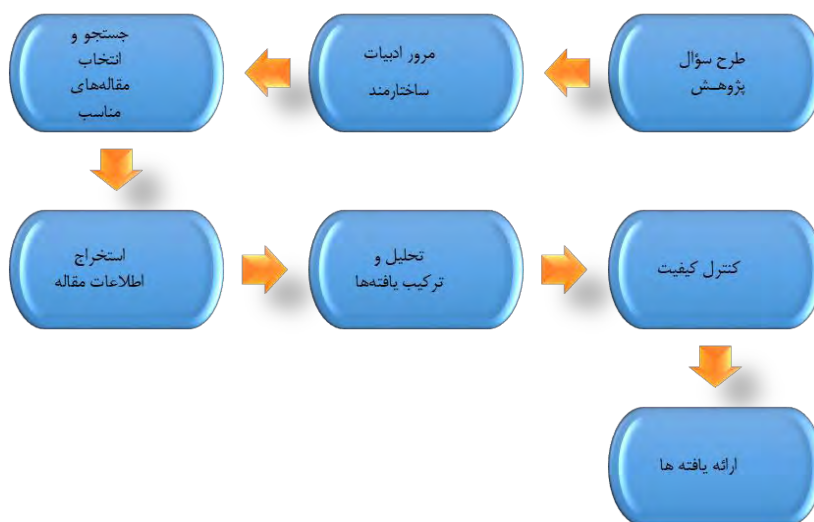 طرح سؤال
پژوهــش
مرور ادبیات
ساختارمند
جستجو و
انتخاب
مقاله‌های
مناسب
استخراج
اطلاعات مقاله
تحلیل و
ترکیب یافته‌ها
کنترل کیفیت
ارائه یافته ها